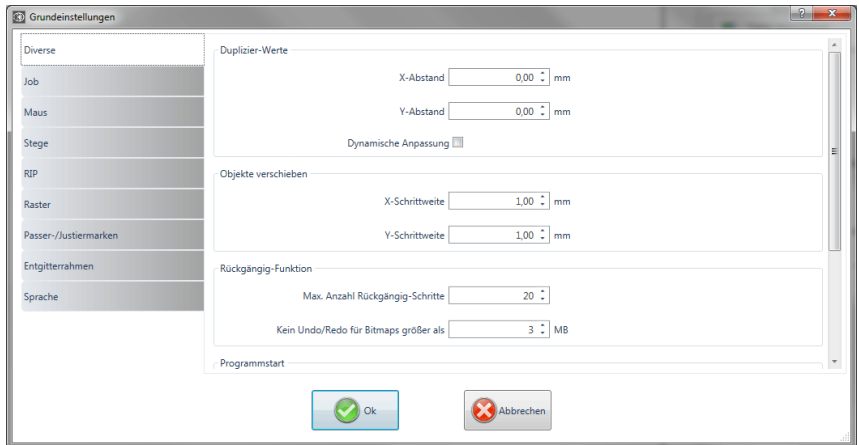 Grundeinstellungen
Diverse
Job
Maus
Stege
RIP
Raster
Passer-/Justiermarken
Entgitterrahmen
Sprache
Duplizier-Werte
X-Abstand 0,00 mm
Y-Abstand 0,00 mm
Dynamische Anpassung
Objekte verschieben
X-Schrittweite 1,00 mm
Y-Schrittweite 1,00 mm
Rückgängig-Funktion
Max. Anzahl Rückgängig-Schritte 20
Kein Undo/Redo für Bitmaps größer als 3 MB
Programmstart
Ok
Abbrechen